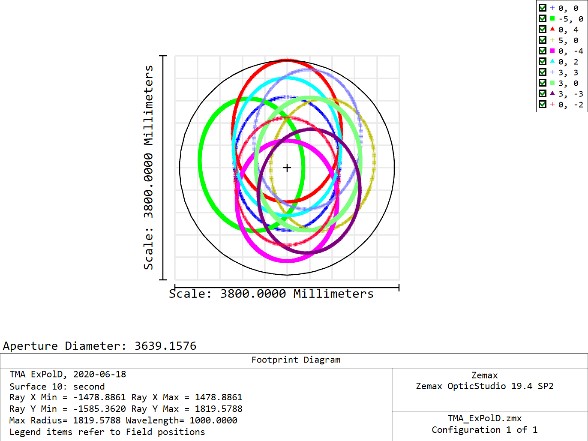 + 0, 0
-5, 0
0, 4
5, 0
0, -4
0, 2
3, 3
3, 0
3, -3
+ 0, -2
Scale: 3800.0000 Millimeters
Scale: 3800.0000 Millimeters
Aperture Diameter: 3639.1576
Footprint Diagram
TMA ExPolD, 2020-06-18
Surface 10: second
Ray X Min = -1478.8861 Ray X Max = 1478.8861
Ray Y Min = -1585.3620 Ray Y Max = 1819.5788
Max Radius= 1819.5788 Wavelength= 1000.0000
Legend items refer to Field positions
Zemax
Zemax OpticStudio 19.4 SP2
TMA_ExPolD.zmx
Configuration 1 of 1